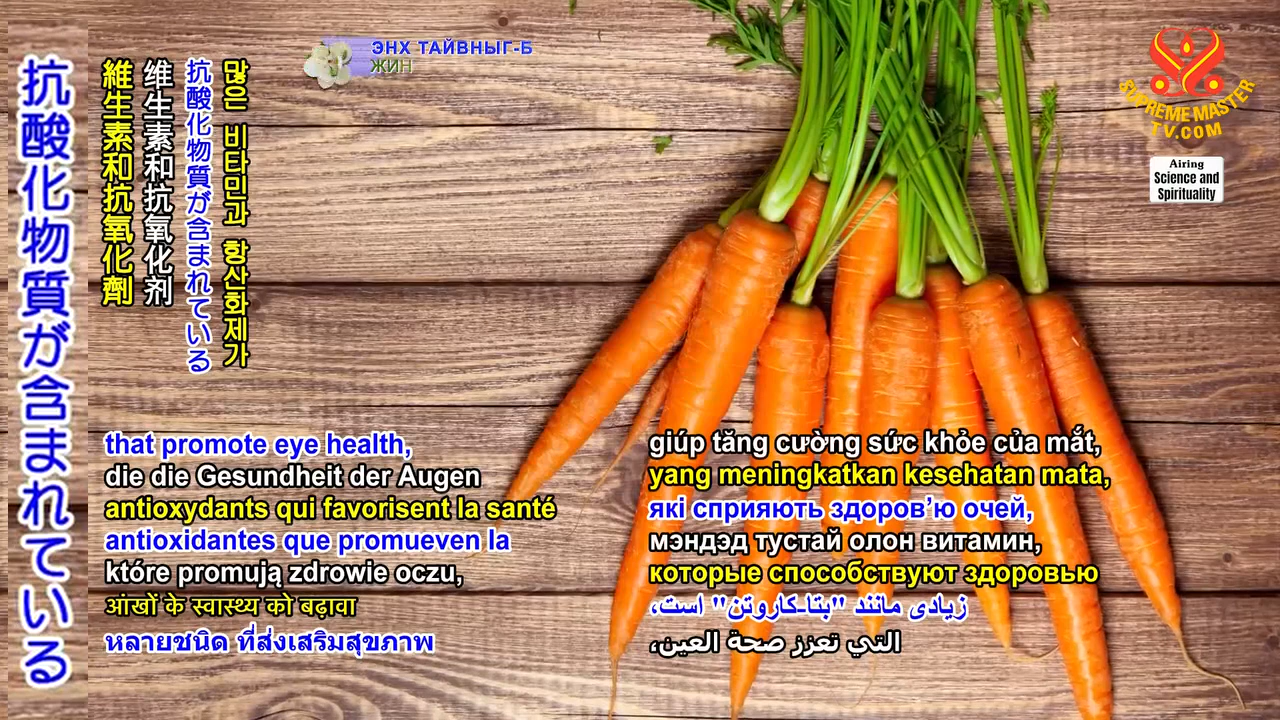 抗酸化物質が含まれている
維生素和抗氧化劑
维生素和抗氧化剂
抗酸化物質が含まれている
많은 비타민과 항산화제가
ЭНХ ТАЙВНЫГ-Б
ЖИН
SUPREME MASTER
TV.COM
Airing
Science and
Spirituality
that promote eye health,
die die Gesundheit der Augen
antioxydants qui favorisent la santé
antioxidantes que promueven la
które promują zdrowie oczu,
आंखों के स्वास्थ्य को बढ़ावा
หลายชนิด ที่ส่งเสริมสุขภาพ
giúp tăng cường sức khỏe của mắt,
yang meningkatkan kesehatan mata,
які сприяють здоров’ю очей,
мэндэд тустай олон витамин,
которые способствуют здоровью
زیادی مانند "بتا-کاروتن" است،
التي تعزز صحة العين،